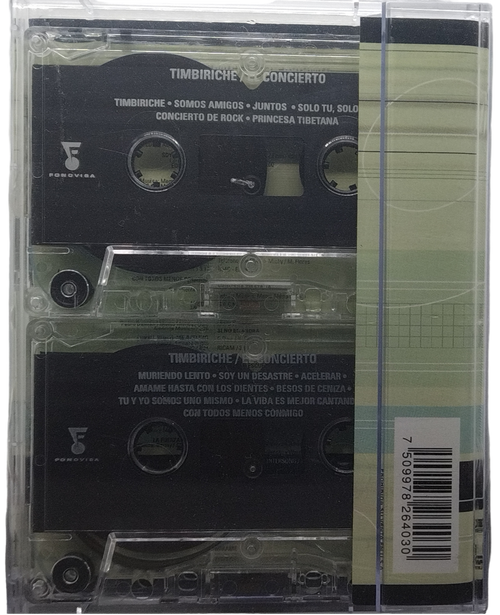 TIMBIRICHE / EL CONCIERTO
TIMBIRICHE • SOMOS AMIGOS • JUNTOS • SOLO TU, SOLO
CONCIERTO DE ROCK • PRINCESA TIBETANA
FONOVISA
TIMBIRICHE / EL CONCIERTO
MURIENDO LENTO • SOY UN DESASTRE • ACELERAR •
AMAME HASTA CON LOS DIENTES • BESOS DE CENIZA •
TU Y YO SOMOS UNO MISMO • LA VIDA ES MEJOR CANTANDO
CON TODOS MENOS CONMIGO
FONOVISA
7 509978 264030